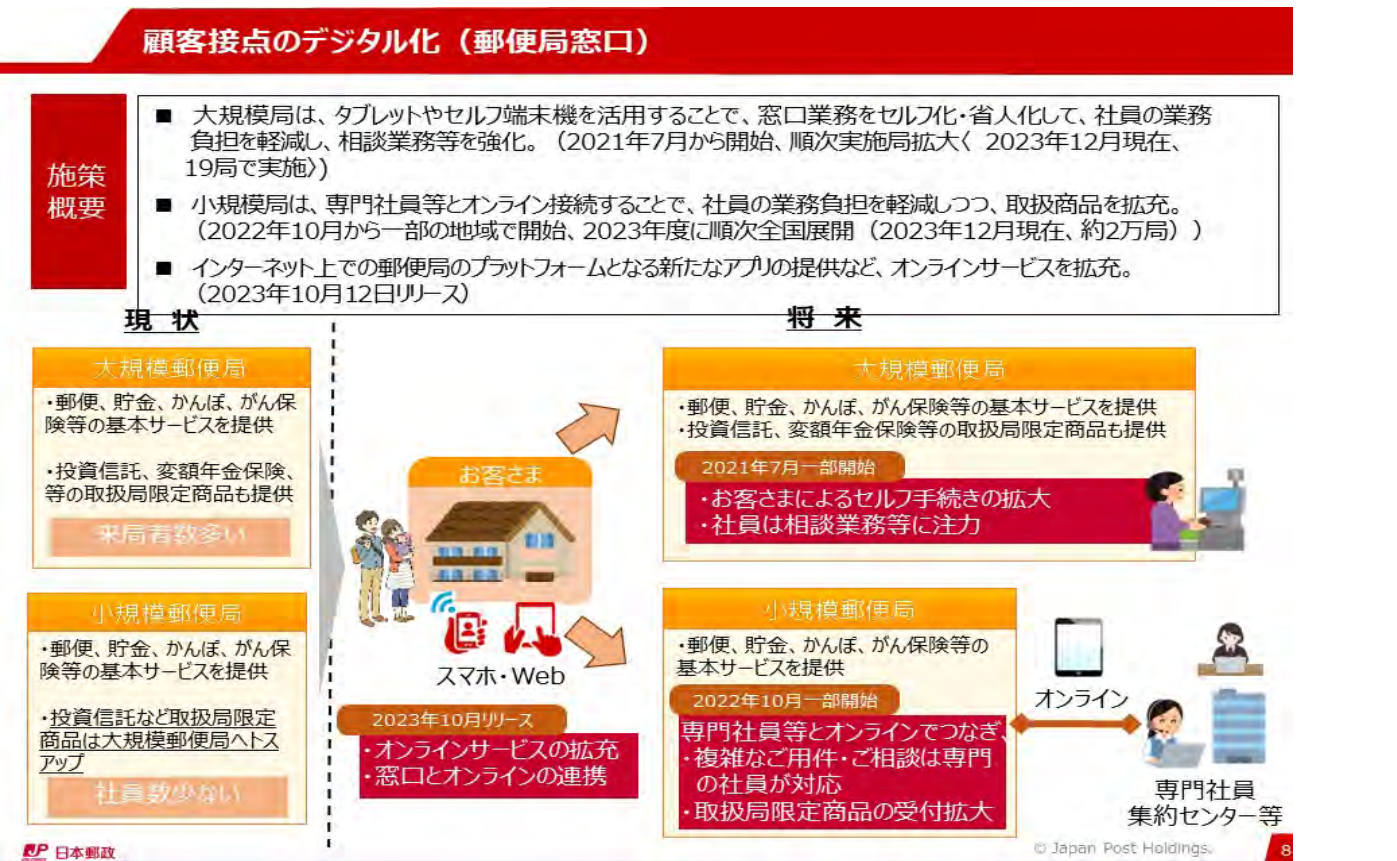 顧客接点のデジタル化（郵便局窓口）
施策
概要
■ 大規模局は、タブレットやセルフ端末機を活用することで、窓口業務をセルフ化・省人化して、社員の業務
負担を軽減し、相談業務等を強化。（2021年7月から開始、順次実施局拡大〈 2023年12月現在、
19局で実施〉)
■ 小規模局は、専門社員等とオンライン接続することで、社員の業務負担を軽減しつつ、取扱商品を拡充。
（2022年10月から一部の地域で開始、2023年度に順次全国展開（2023年12月現在、約2万局））
■ インターネット上での郵便局のプラットフォームとなる新たなアプリの提供など、オンラインサービスを拡充。
（2023年10月12日リリース）
現 状
大規模郵便局
・郵便、貯金、かんぽ、がん保
険等の基本サービスを提供
・投資信託、変額年金保険、
等の取扱局限定商品も提供
来局者数多い
小規模郵便局
・郵便、貯金、かんぽ、がん保
険等の基本サービスを提供
・投資信託など取扱局限定
商品は大規模郵便局へトス
アップ
社員数少ない
将 来
お客さま
スマホ・Web
2023年10月リリース
・オンラインサービスの拡充
・窓口とオンラインの連携
大規模郵便局
・郵便、貯金、かんぽ、がん保険等の基本サービスを提供
・投資信託、変額年金保険等の取扱局限定商品も提供
2021年7月一部開始
・お客さまによるセルフ手続きの拡大
・社員は相談業務等に注力
小規模郵便局
・郵便、貯金、かんぽ、がん保険等の
基本サービスを提供
2022年10月一部開始
専門社員等とオンラインでつなぎ、
・複雑なご用件・ご相談は専門
の社員が対応
・取扱局限定商品の受付拡大
オンライン
専門社員
集約センター等
JP 日本郵政
© Japan Post Holdings.
8